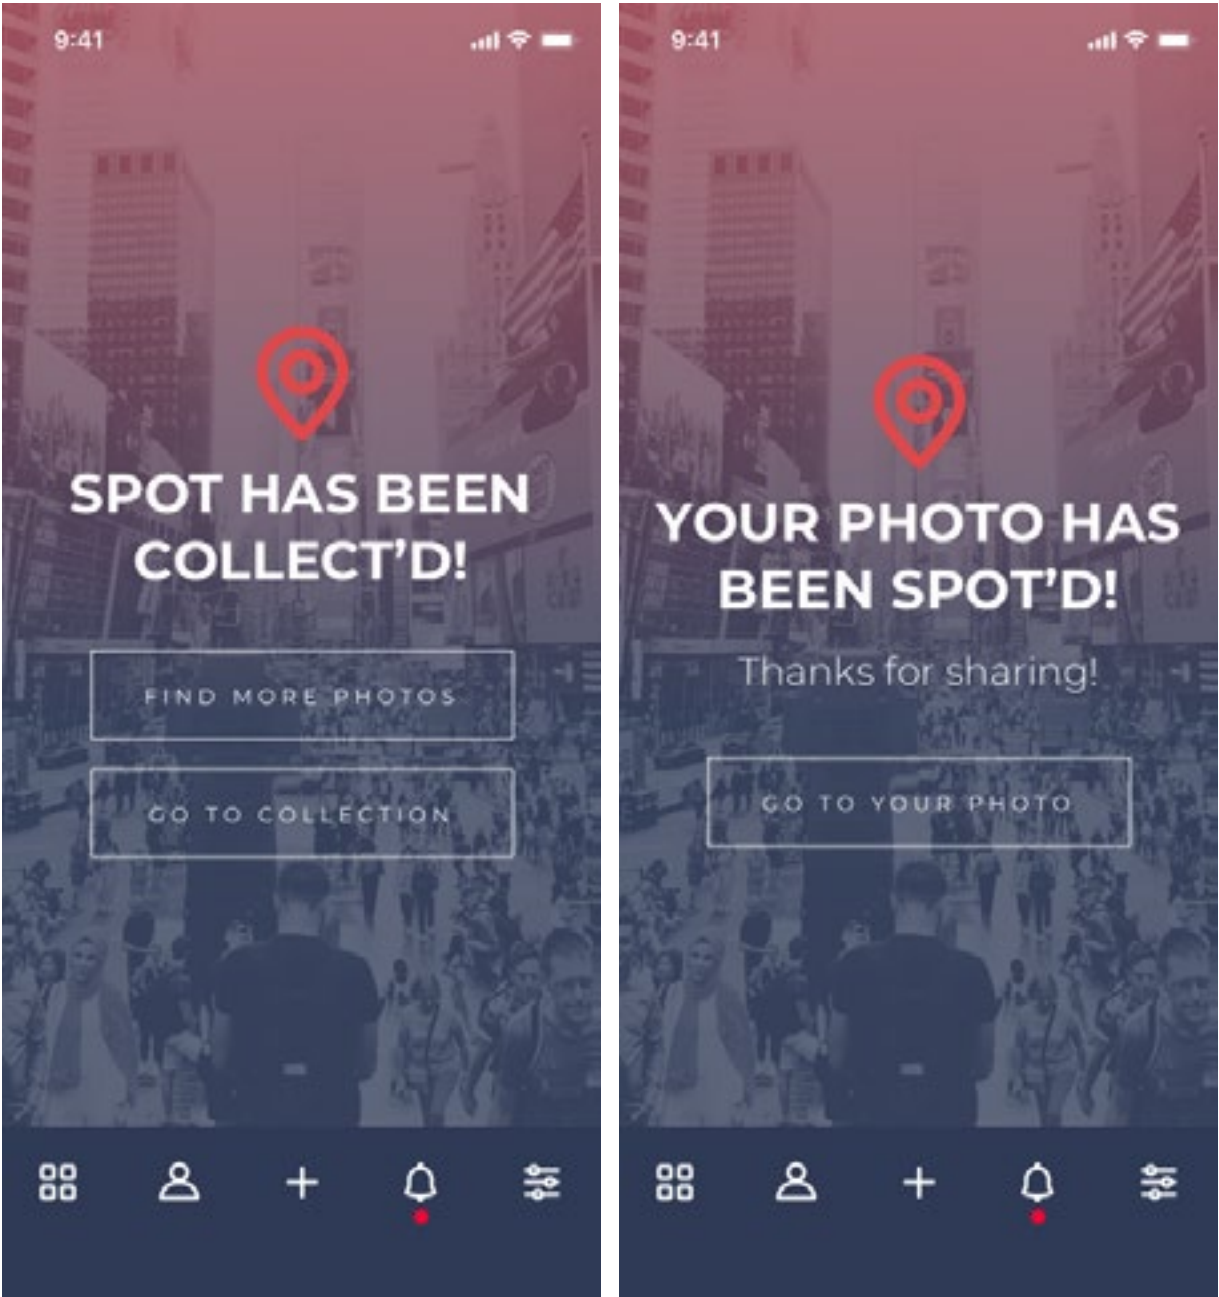 9:41
SPOT HAS BEEN
COLLECT’D!
FIND MORE PHOTOS
GO TO COLLECTION
9:41
YOUR PHOTO HAS
BEEN SPOT’D!
Thanks for sharing!
GO TO YOUR PHOTO